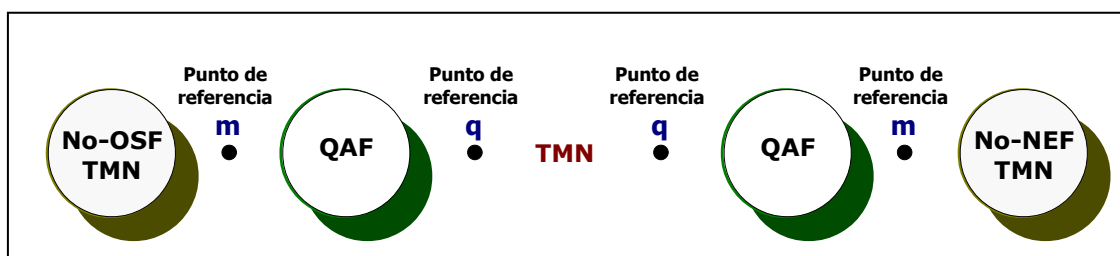 No-OSF
TMN
Punto de
referencia
m
QAF
Punto de
referencia
q
TMN
Punto de
referencia
q
QAF
Punto de
referencia
m
No-NEF
TMN